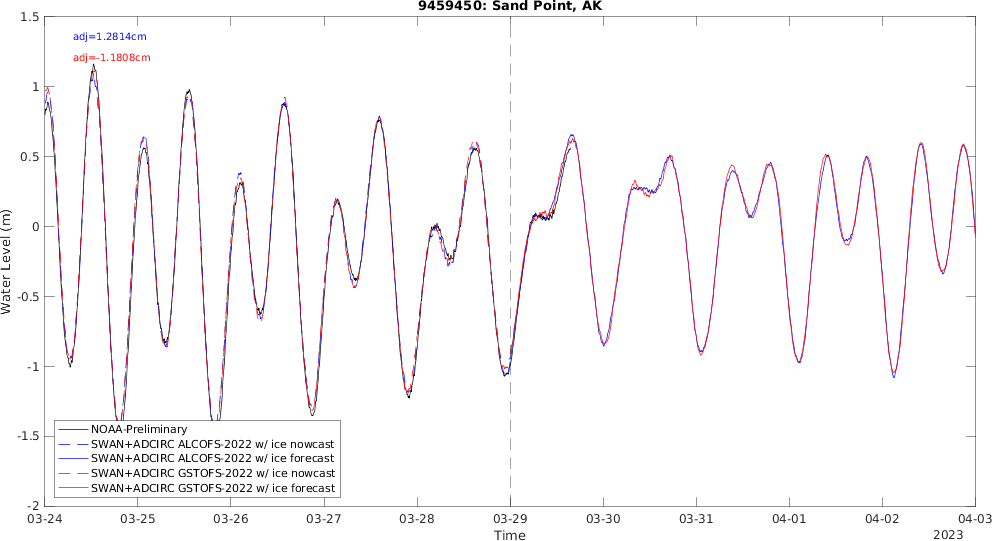 9459450: Sand Point, AK
adj=1.2814cm
adj=-1.1808cm
1.5
1
0.5
0
-0.5
-1
-1.5
-2
Water Level (m)
NOAA-Preliminary
SWAN+ADCIRC ALCOFS-2022 w/ ice nowcast
SWAN+ADCIRC ALCOFS-2022 w/ ice forecast
SWAN+ADCIRC GSTOFS-2022 w/ ice nowcast
SWAN+ADCIRC GSTOFS-2022 w/ ice forecast
03-24 03-25 03-26 03-27 03-28 03-29 03-30 03-31 04-01 04-02 04-03
Time
2023